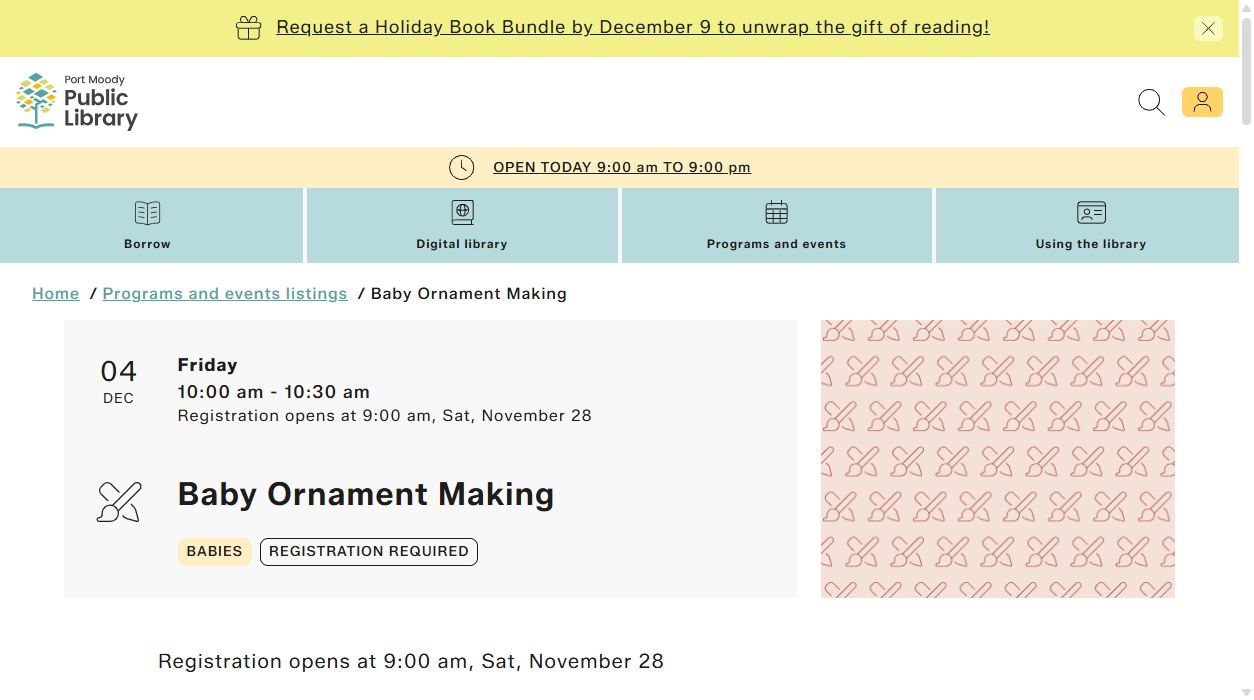 Request a Holiday Book Bundle by December 9 to unwrap the gift of reading!
Port Moody
Public
Library
OPEN TODAY 9:00 am TO 9:00 pm
Borrow
Digital library
Programs and events
Using the library
Home / Programs and events listings / Baby Ornament Making
04
DEC
Friday
10:00 am - 10:30 am
Registration opens at 9:00 am, Sat, November 28
Baby Ornament Making
BABIES
REGISTRATION REQUIRED
Registration opens at 9:00 am, Sat, November 28